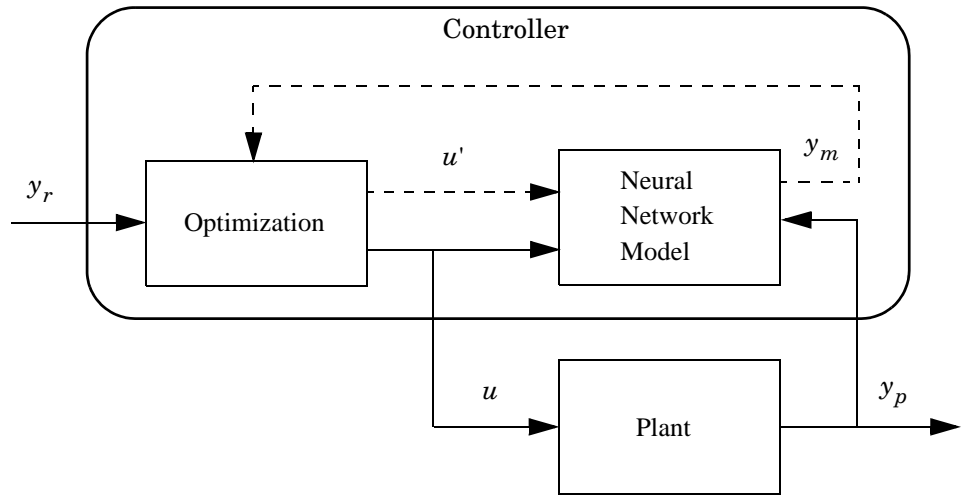 Controller
u'
y_m
y_r
Optimization
Neural
Network
Model
u
y_p
Plant